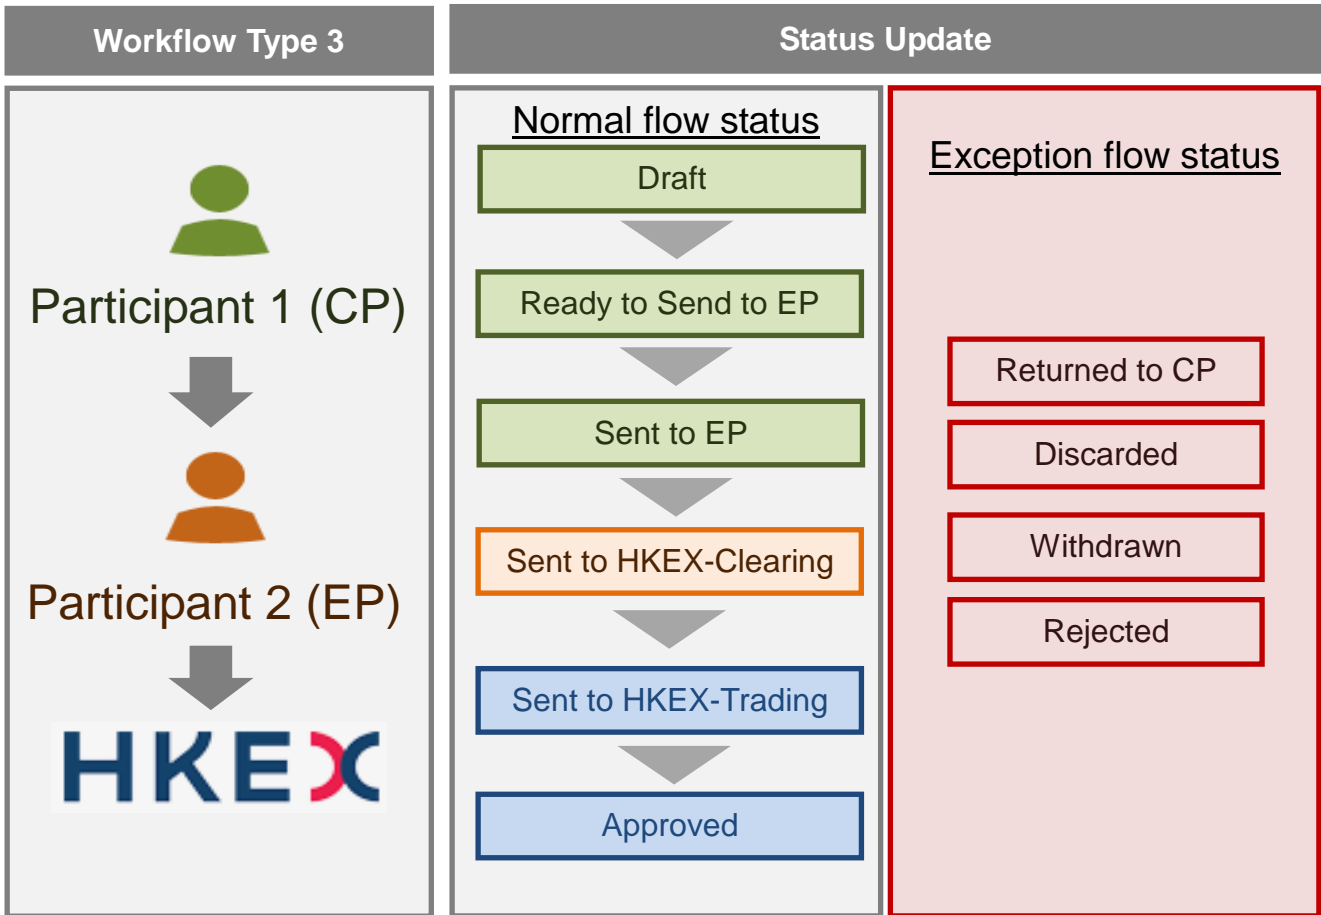 Workflow Type 3
Status Update
Participant 1 (CP)
Participant 2 (EP)
HKEX
Normal flow status
Draft
Ready to Send to EP
Sent to EP
Sent to HKEX-Clearing
Sent to HKEX-Trading
Approved
Exception flow status
Returned to CP
Discarded
Withdrawn
Rejected